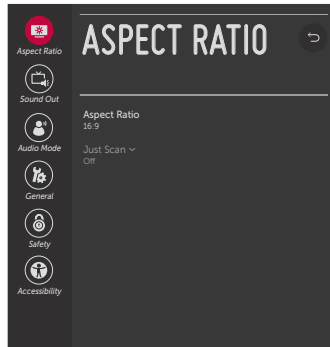 ASPECT RATIO
Aspect Ratio
Sound Out
Audio Mode
General
Safety
Accessibility
Aspect Ratio
16:9
Just Scan
Off